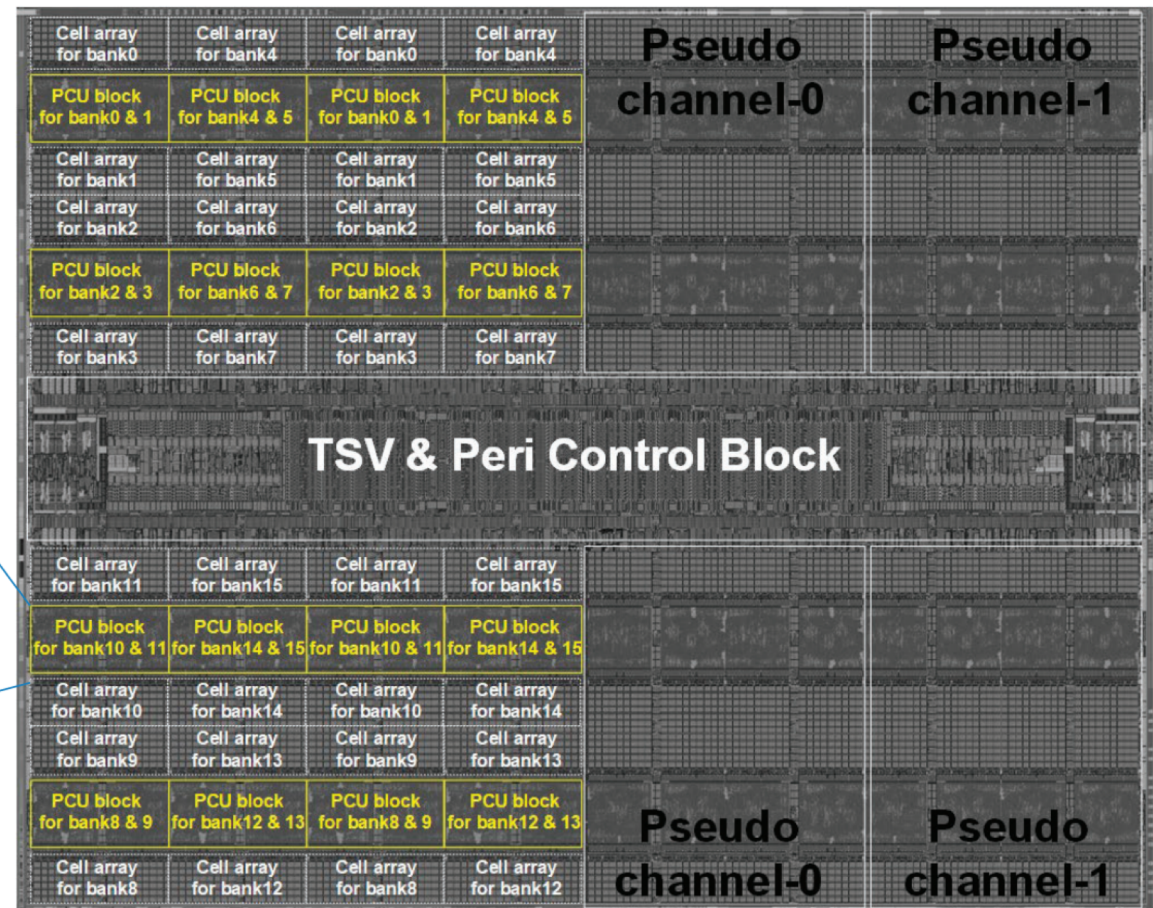 Cell array
for bank0
Cell array
for bank4
Cell array
for bank0
Cell array
for bank4
Pseudo
channel-0
Pseudo
channel-1
PCU block
for bank0 & 1
PCU block
for bank4 & 5
PCU block
for bank0 & 1
PCU block
for bank4 & 5
Cell array
for bank1
Cell array
for bank5
Cell array
for bank1
Cell array
for bank5
Cell array
for bank2
Cell array
for bank6
Cell array
for bank2
Cell array
for bank6
PCU block
for bank2 & 3
PCU block
for bank6 & 7
PCU block
for bank2 & 3
PCU block
for bank6 & 7
Cell array
for bank3
Cell array
for bank7
Cell array
for bank3
Cell array
for bank7
TSV & Peri Control Block
Cell array
for bank11
Cell array
for bank15
Cell array
for bank11
Cell array
for bank15
PCU block
for bank10 & 11
PCU block
for bank14 & 15
PCU block
for bank10 & 11
PCU block
for bank14 & 15
Cell array
for bank10
Cell array
for bank14
Cell array
for bank10
Cell array
for bank14
Cell array
for bank9
Cell array
for bank13
Cell array
for bank9
Cell array
for bank13
PCU block
for bank8 & 9
PCU block
for bank12 & 13
PCU block
for bank8 & 9
PCU block
for bank12 & 13
Pseudo
channel-0
Pseudo
channel-1
Cell array
for bank8
Cell array
for bank12
Cell array
for bank8
Cell array
for bank12